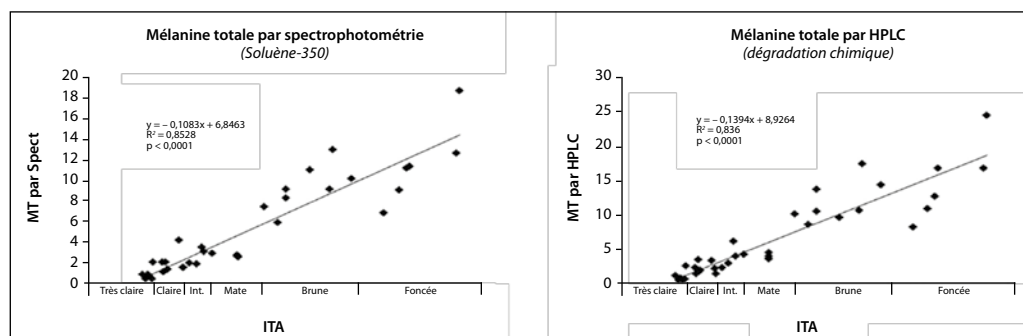 Mélanine totale par spectrophotométrie
(Soluène-350)
MT par Spect
20
18
16
14
12
10
8
6
4
2
0
y = – 0,1083x + 6,8463
R² = 0,8528
p < 0,0001
Très claire Claire Int. Mate Brune Foncée
ITA
Mélanine totale par HPLC
(dégradation chimique)
MT par HPLC
30
25
20
15
10
5
0
y = – 0,1394x + 8,9264
R² = 0,836
p < 0,0001
Très claire Claire Int. Mate Brune Foncée
ITA